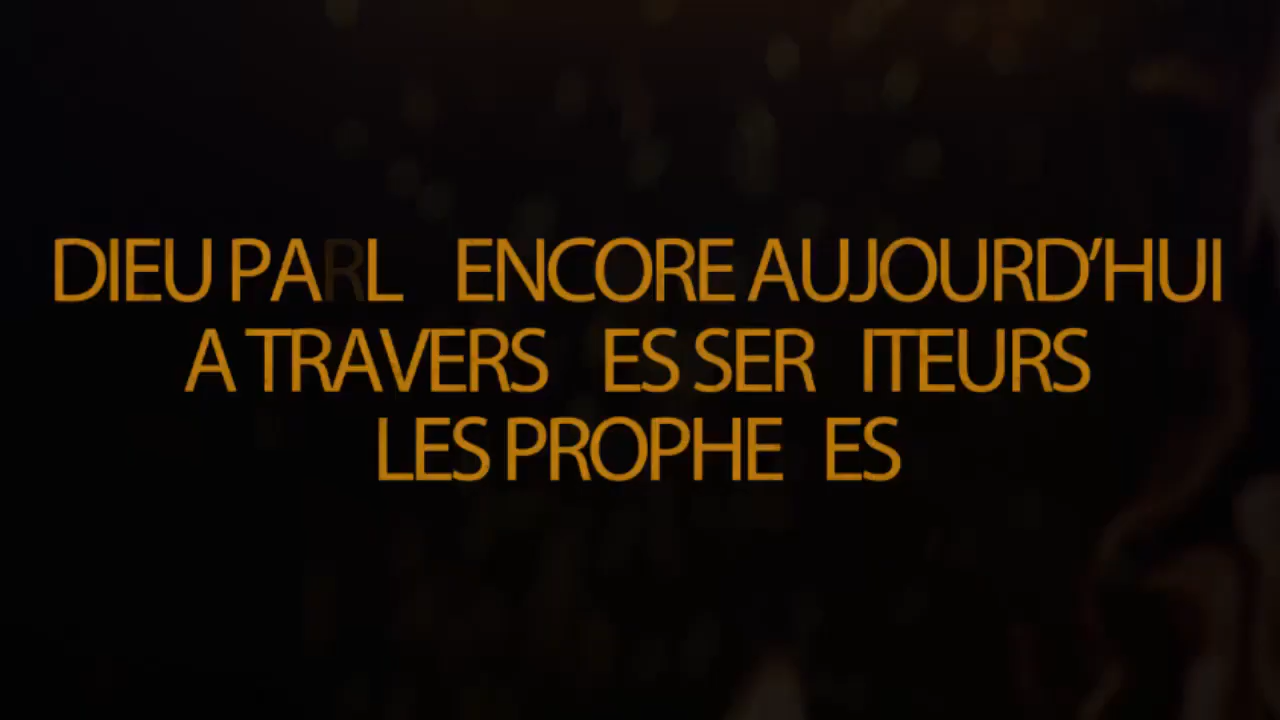 DIEU PARL ENCORE AUJOURD’HUI
A TRAVERS ES SER ITEURS
LES PROPHE ES